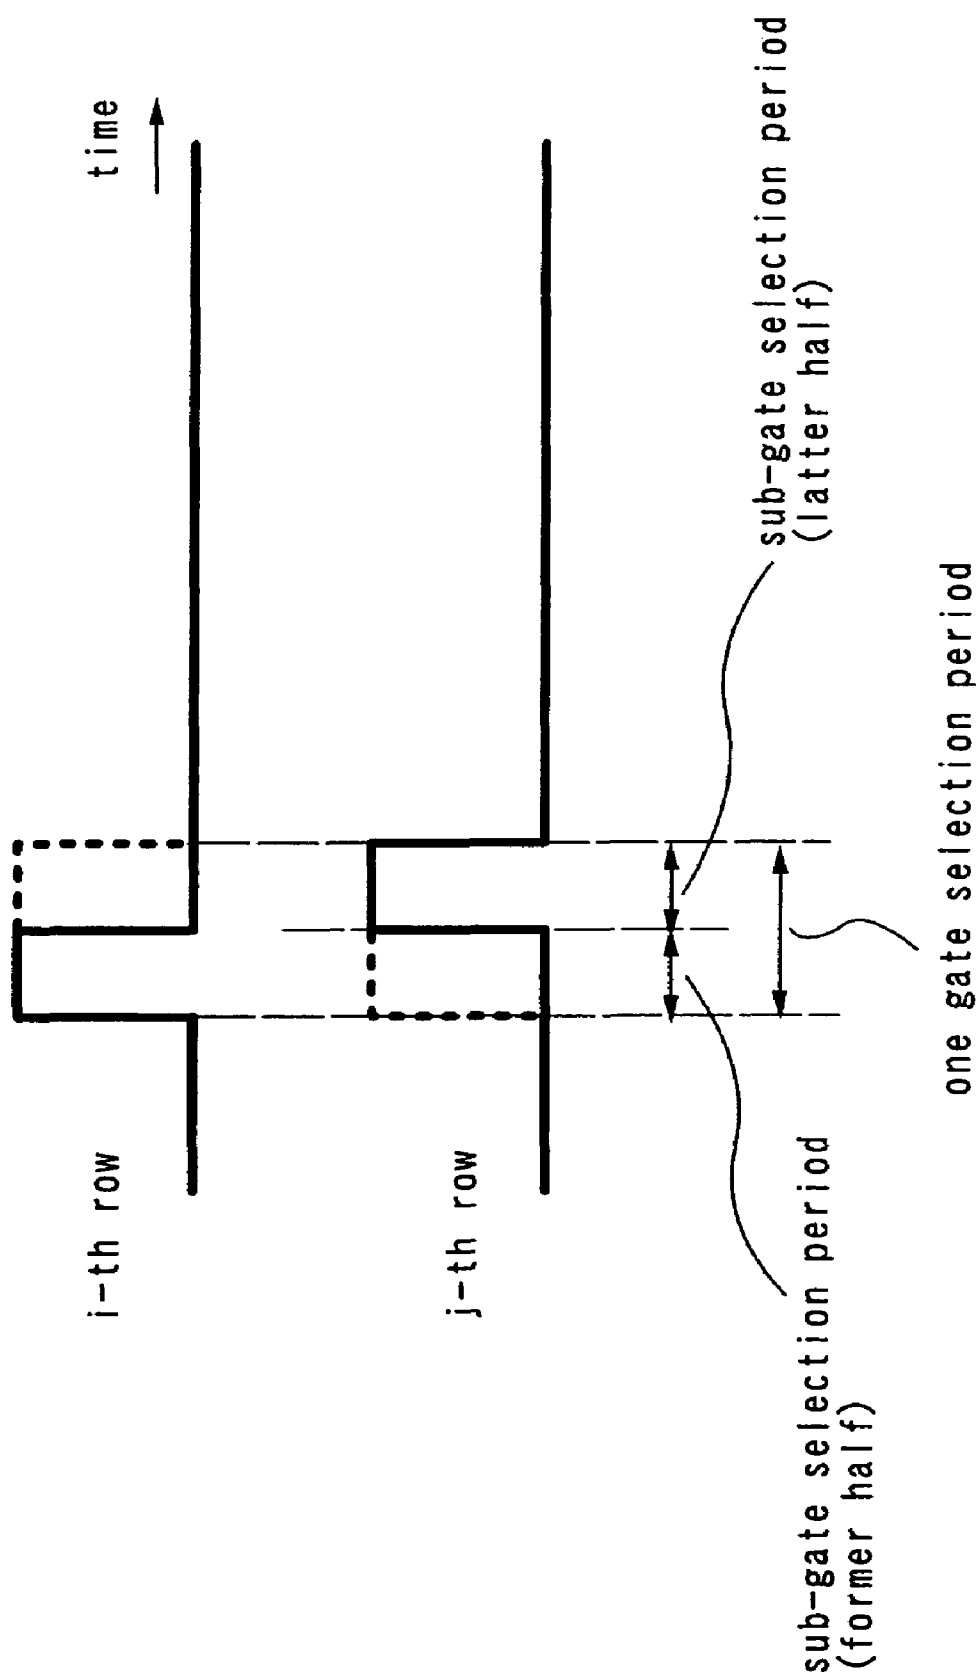 time
i-th row
j-th row
sub-gate selection period
(latter half)
sub-gate selection period
(former half)
one gate selection period